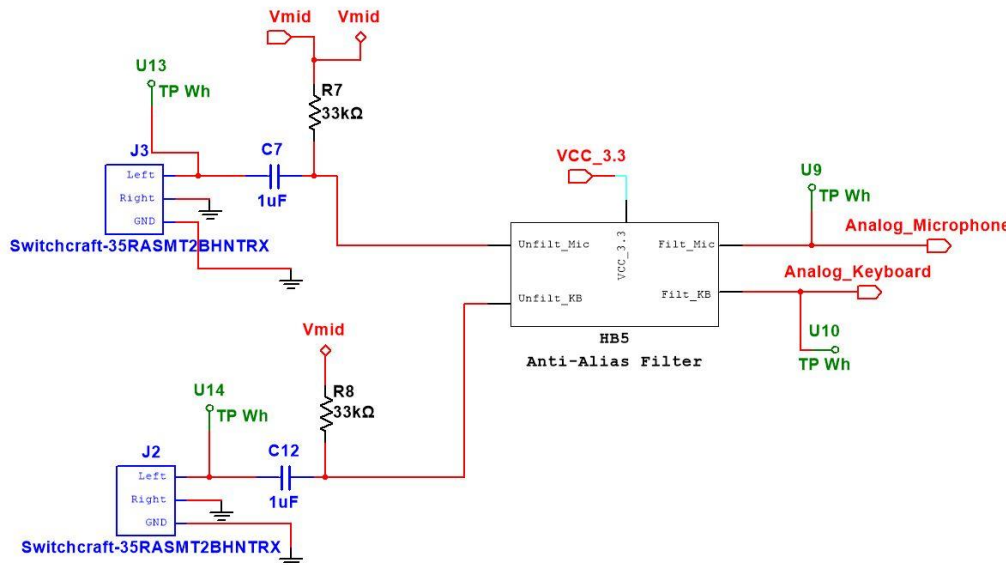 Vmid
Vmid
U13
TP Wh
R7
33kΩ
J3
C7
1uF
Left
Right
GND
Switchcraft-35RASMT2BHNTRX
VCC_3.3
U9
TP Wh
Analog_Microphone
Unfilt_Mic
VCC_3.3
Filt_Mic
Analog_Keyboard
Unfilt_KB
Filt_KB
HB5
Anti-Alias Filter
U10
TP Wh
Vmid
R8
33kΩ
U14
TP Wh
J2
C12
1uF
Left
Right
GND
Switchcraft-35RASMT2BHNTRX